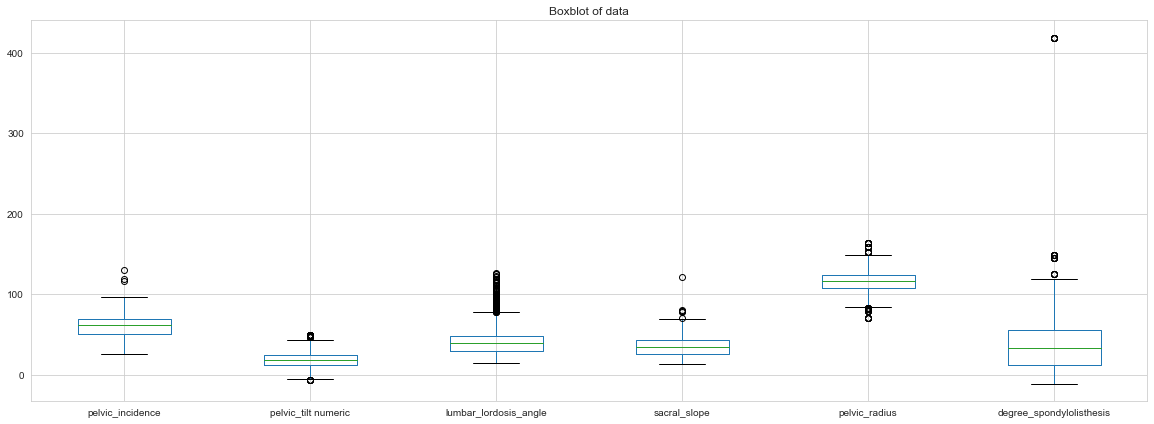 Boxblot of data
400
300
200
100
0
pelvic_incidence pelvic_tilt numeric lumbar_lordosis_angle sacral_slope pelvic_radius degree_spondylolisthesis